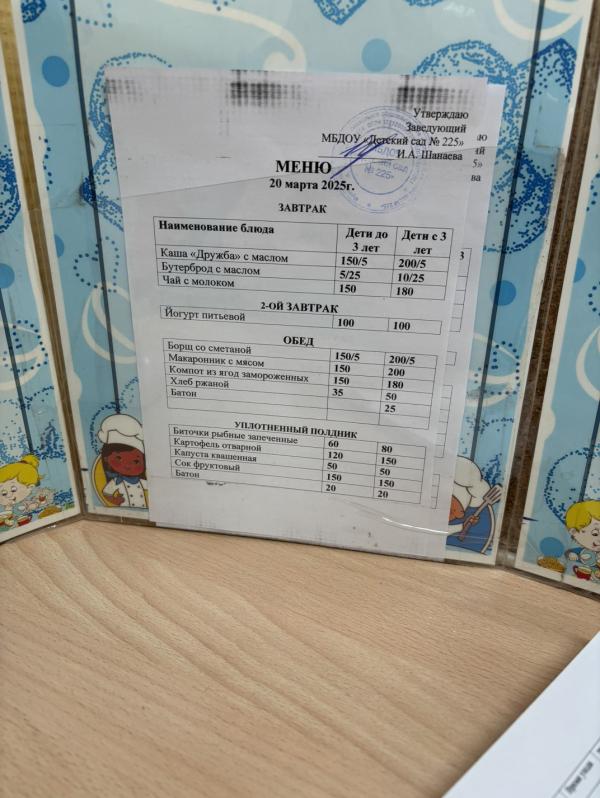 Утверждаю
Заведующий
МБДОУ «Детский сад № 225»
И.А. Шанаева
МЕНЮ
20 марта 2025г.
ЗАВТРАК
Наименование блюда Дети до 3 лет Дети с 3 лет
Каша «Дружба» с маслом 150/5 200/5
Бутерброд с маслом 5/25 10/25
Чай с молоком 150 180
2-ОЙ ЗАВТРАК
Йогурт питьевой 100 100
ОБЕД
Борщ со сметаной 150/5 200/5
Макаронник с мясом 150 200
Компот из ягод замороженных 150 180
Хлеб ржаной 35 50
Батон 25
УПЛОТНЕННЫЙ ПОЛДНИК
Биточки рыбные запеченные 60 80
Картофель отварной 120 150
Капуста квашенная 50 50
Сок фруктовый 150 150
Батон 20 20